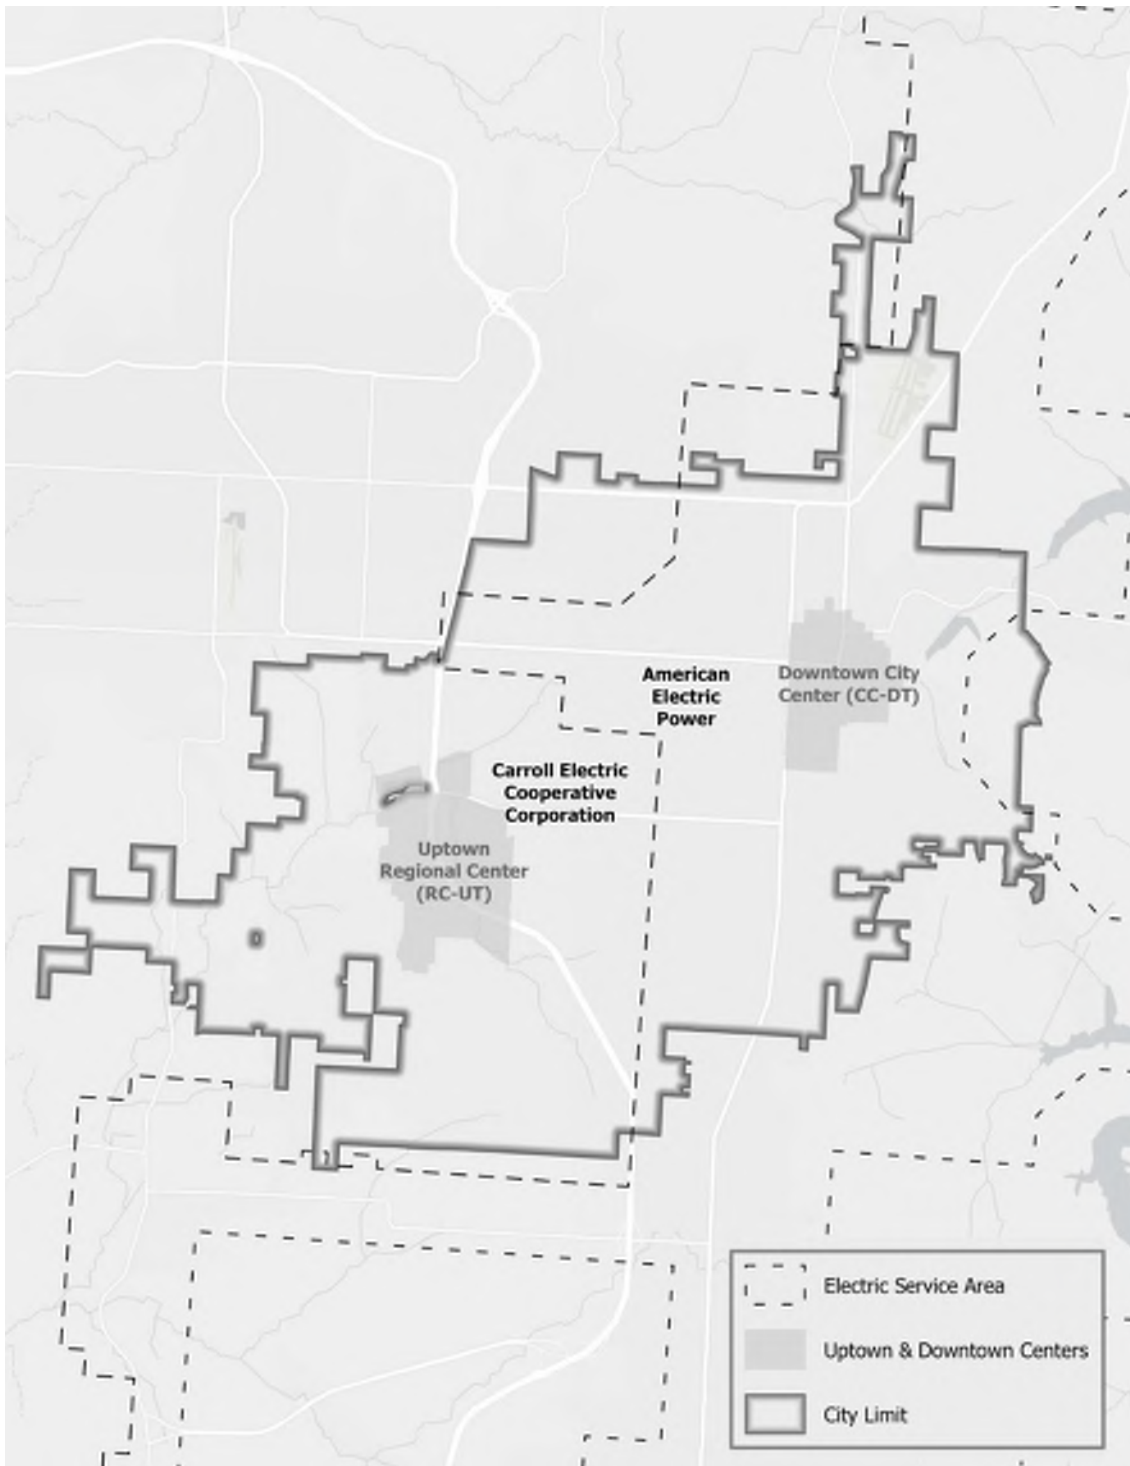 American
Electric
Power
Downtown City
Center (CC-DT)
Carroll Electric
Cooperative
Corporation
Uptown
Regional Center
(RC-UT)
Electric Service Area
Uptown & Downtown Centers
City Limit